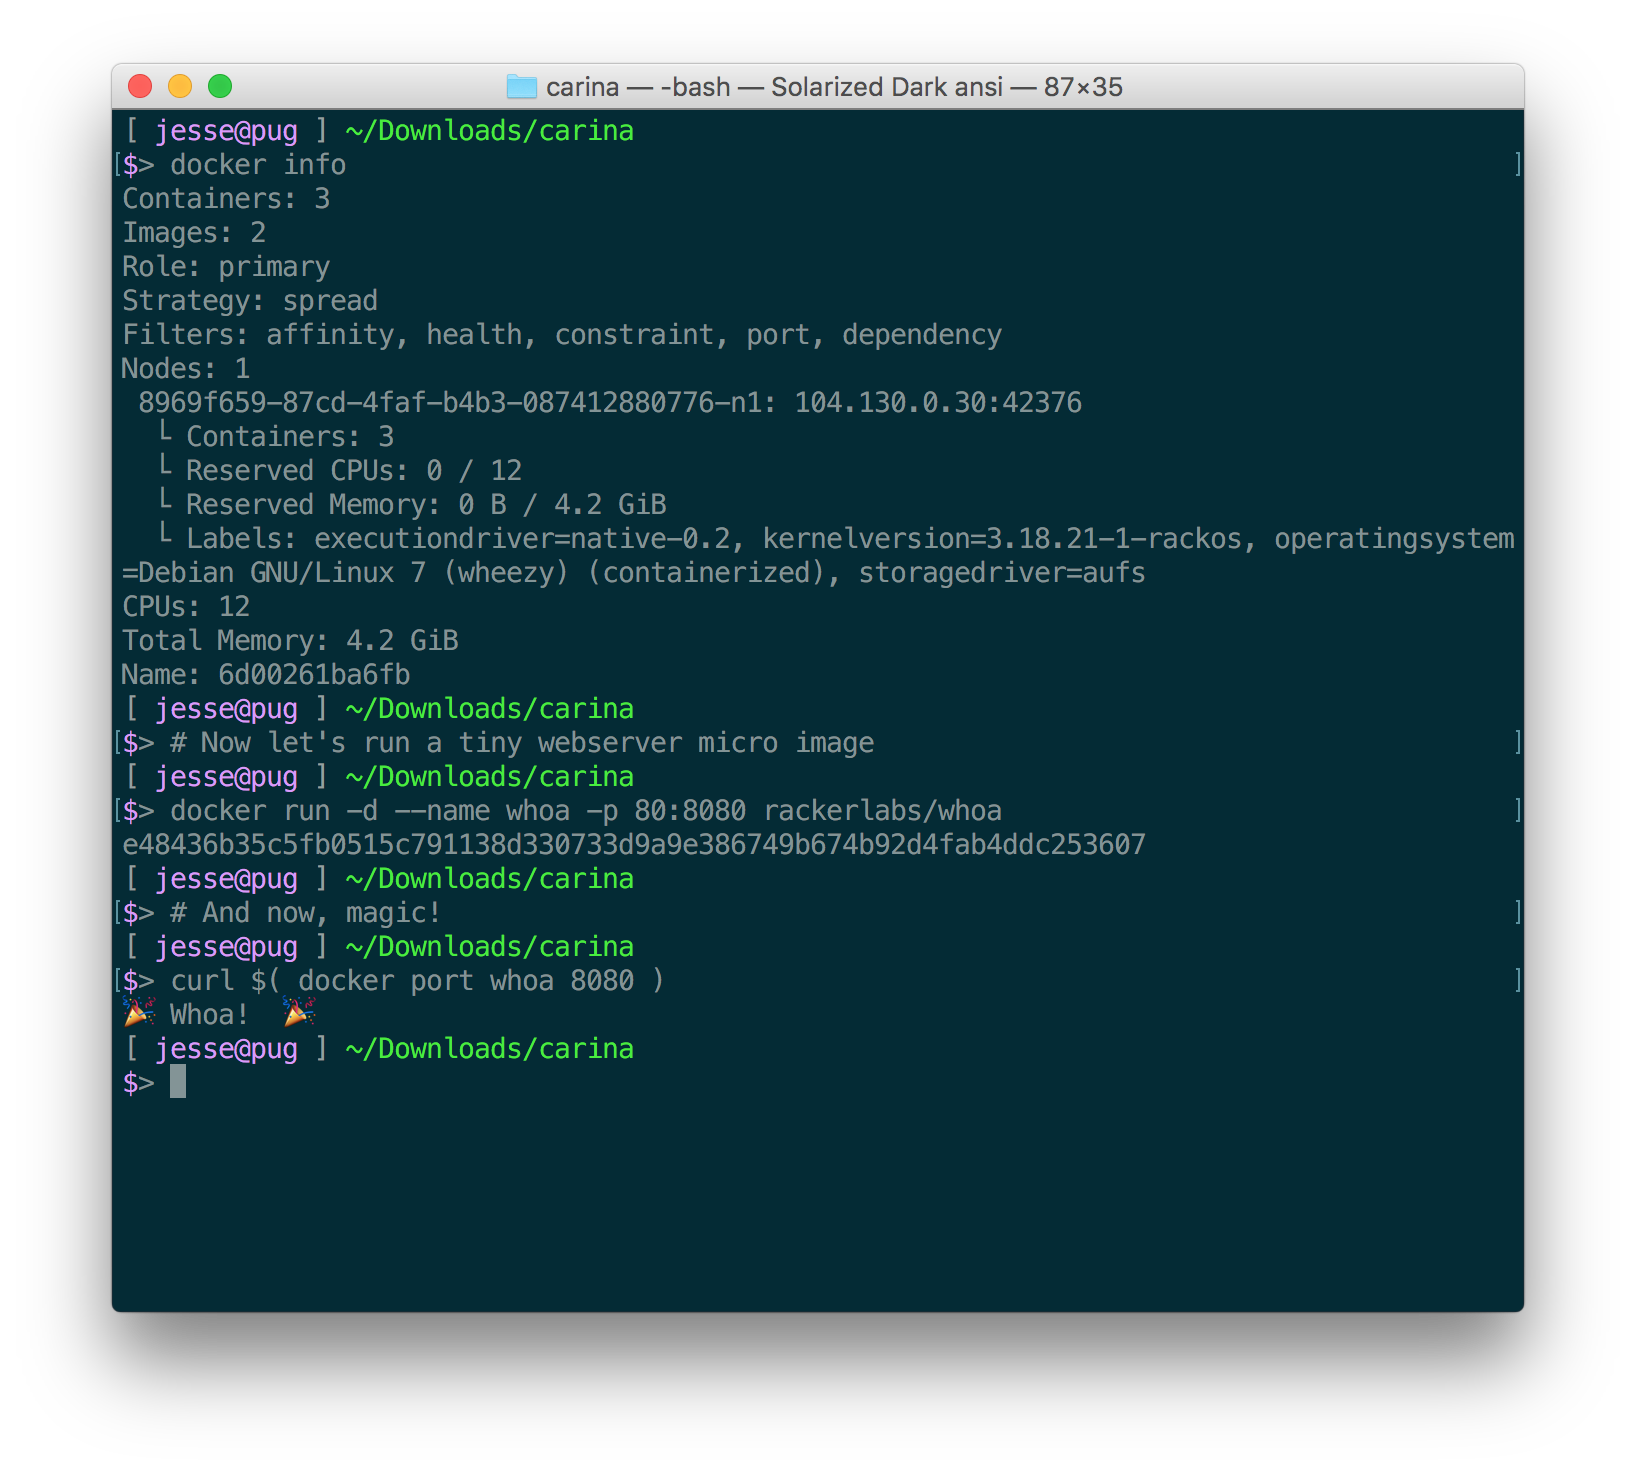 carina — -bash — Solarized Dark ansi — 87×35
[ jesse@pug ] ~/Downloads/carina
[$> docker info ]
Containers: 3
Images: 2
Role: primary
Strategy: spread
Filters: affinity, health, constraint, port, dependency
Nodes: 1
8969f659-87cd-4faf-b4b3-087412880776-n1: 104.130.0.30:42376
└ Containers: 3
└ Reserved CPUs: 0 / 12
└ Reserved Memory: 0 B / 4.2 GiB
└ Labels: executiondriver=native-0.2, kernelversion=3.18.21-1-rackos, operatingsystem
=Debian GNU/Linux 7 (wheezy) (containerized), storagedriver=aufs
CPUs: 12
Total Memory: 4.2 GiB
Name: 6d00261ba6fb
[ jesse@pug ] ~/Downloads/carina
[$> # Now let's run a tiny webserver micro image ]
[ jesse@pug ] ~/Downloads/carina
[$> docker run -d --name whoa -p 80:8080 rackerlabs/whoa ]
e48436b35c5fb0515c791138d330733d9a9e386749b674b92d4fab4ddc253607
[ jesse@pug ] ~/Downloads/carina
[$> # And now, magic! ]
[ jesse@pug ] ~/Downloads/carina
[$> curl $( docker port whoa 8080 ) ]
🎉 Whoa! 🎉
[ jesse@pug ] ~/Downloads/carina
$>